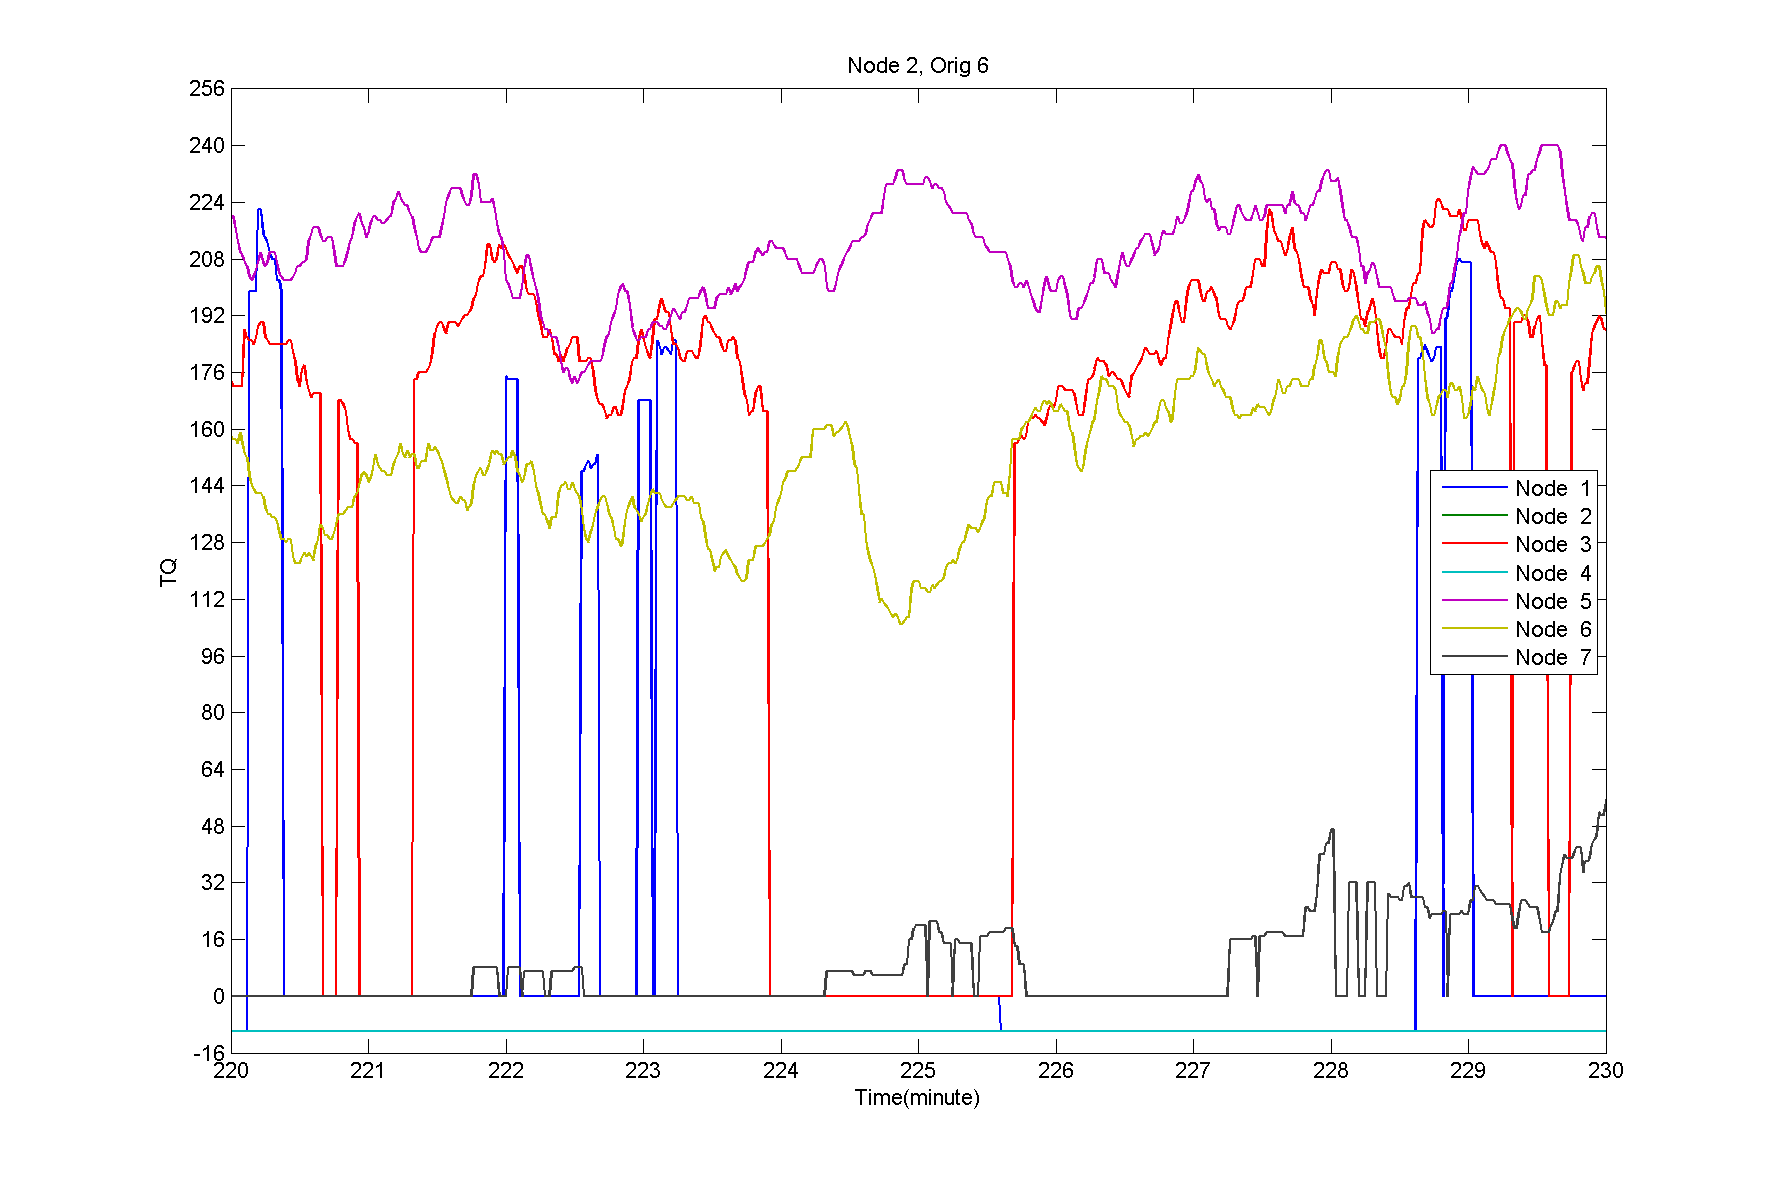 Node 2, Orig 6
256
240
224
208
192
176
160
144
128
112
96
80
64
48
32
16
0
-16
TQ
Node 1
Node 2
Node 3
Node 4
Node 5
Node 6
Node 7
220 221 222 223 224 225 226 227 228 229 230
Time(minute)